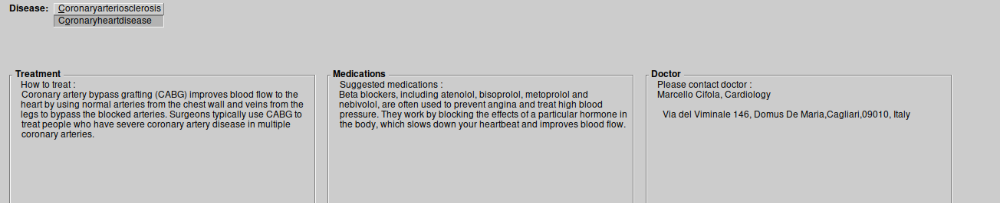 Disease: Coronaryarteriosclerosis
Coronaryheartdisease
Treatment
How to treat :
Coronary artery bypass grafting (CABG) improves blood flow to the
heart by using normal arteries from the chest wall and veins from the
legs to bypass the blocked arteries. Surgeons typically use CABG to
treat people who have severe coronary artery disease in multiple
coronary arteries.
Medications
Suggested medications :
Beta blockers, including atenolol, bisoprolol, metoprolol and
nebivolol, are often used to prevent angina and treat high blood
pressure. They work by blocking the effects of a particular hormone in
the body, which slows down your heartbeat and improves blood flow.
Doctor
Please contact doctor :
Marcello Cifola, Cardiology
Via del Viminale 146, Domus De Maria,Cagliari,09010, Italy